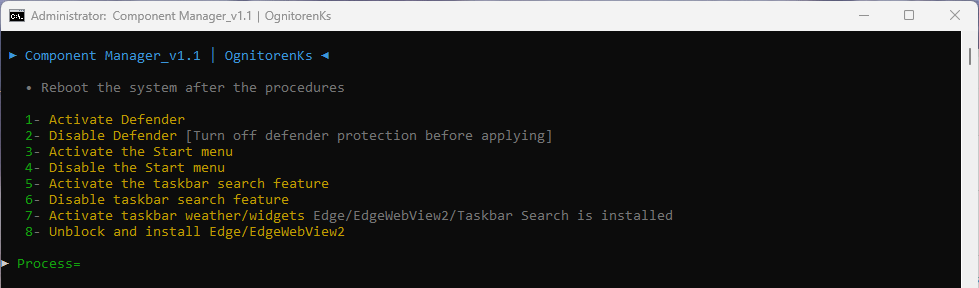 Administrator: Component Manager_v1.1 | OgnitorenKs
► Component Manager_v1.1 │ OgnitorenKs ◄
• Reboot the system after the procedures
1- Activate Defender
2- Disable Defender [Turn off defender protection before applying]
3- Activate the Start menu
4- Disable the Start menu
5- Activate the taskbar search feature
6- Disable taskbar search feature
7- Activate taskbar weather/widgets Edge/EdgeWebView2/Taskbar Search is installed
8- Unblock and install Edge/EdgeWebView2
► Process=